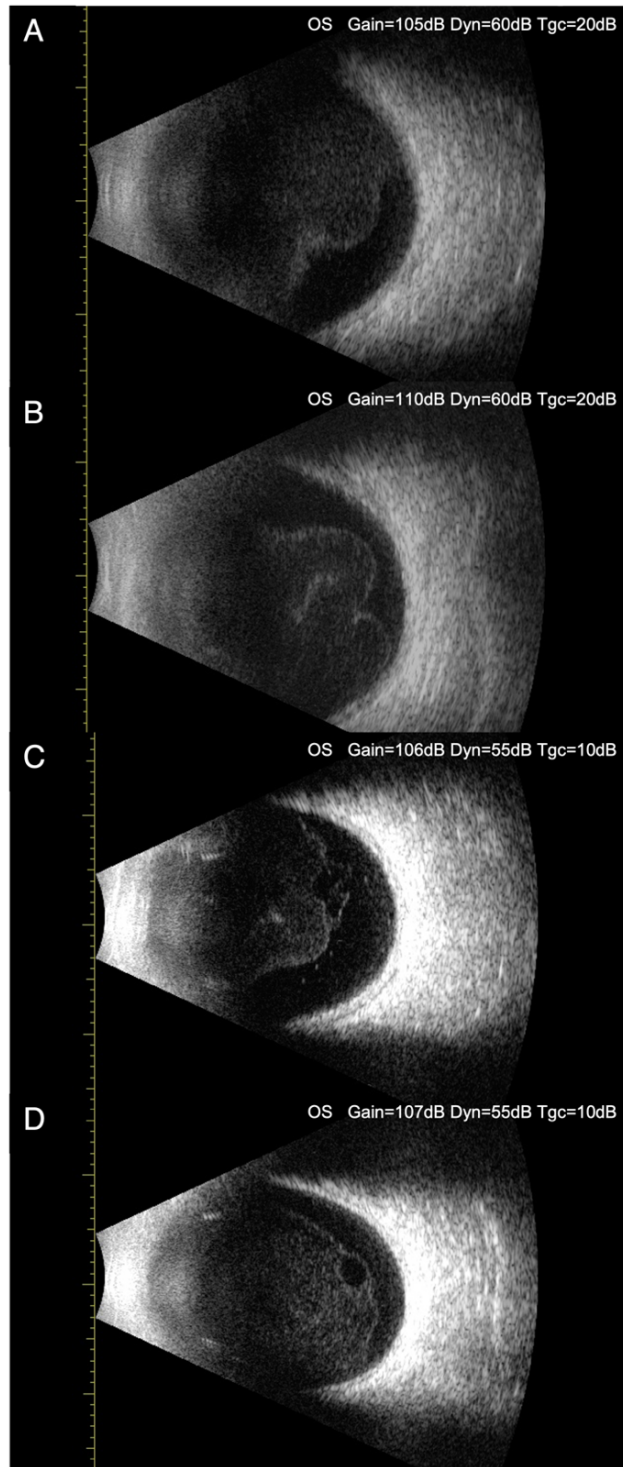 A
OS Gain=105dB Dyn=60dB Tgc=20dB
B
OS Gain=110dB Dyn=60dB Tgc=20dB
C
OS Gain=106dB Dyn=55dB Tgc=10dB
D
OS Gain=107dB Dyn=55dB Tgc=10dB